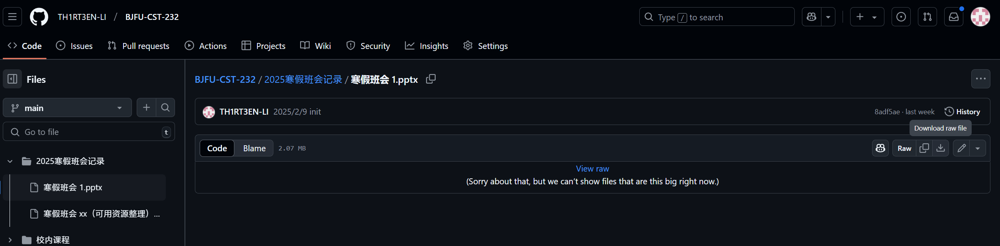 TH1RT3EN-LI / BJFU-CST-232
Type / to search
Code Issues Pull requests Actions Projects Wiki Security Insights Settings
Files
BJFU-CST-232 / 2025寒假班会记录 / 寒假班会 1.pptx
main
TH1RT3EN-LI 2025/2/9 init
8adf5ae · last week History
Go to file t
Download raw file
Code Blame 2.07 MB
Raw
2025寒假班会记录
View raw
(Sorry about that, but we can’t show files that are this big right now.)
寒假班会 1.pptx
寒假班会 xx（可用资源整理）...
校内课程